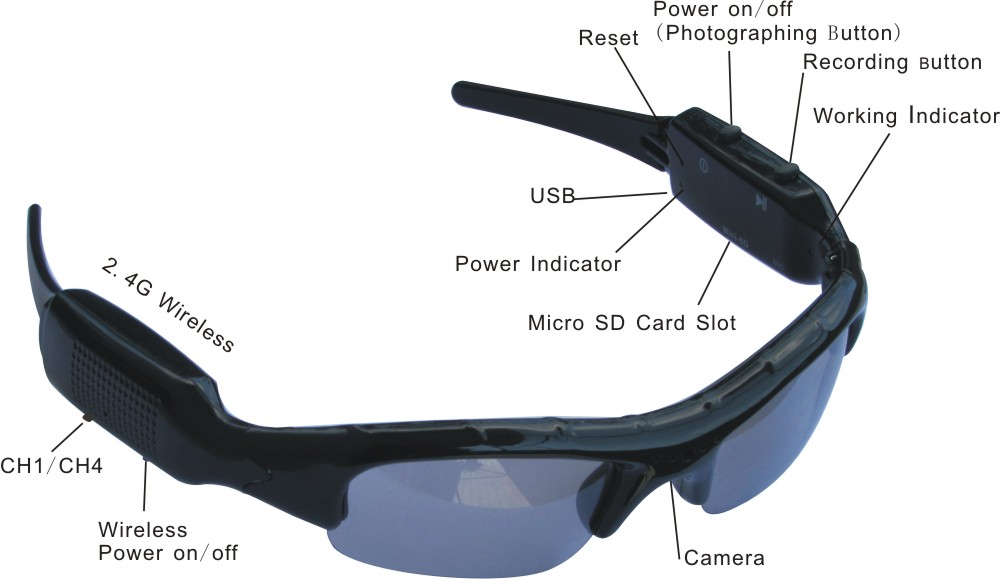 Power on/off
Reset (Photographing Button)
Recording Button
Working Indicator
USB
Power Indicator
2. 4G Wireless
Micro SD Card Slot
CH1/CH4
Wireless
Power on/off
Camera